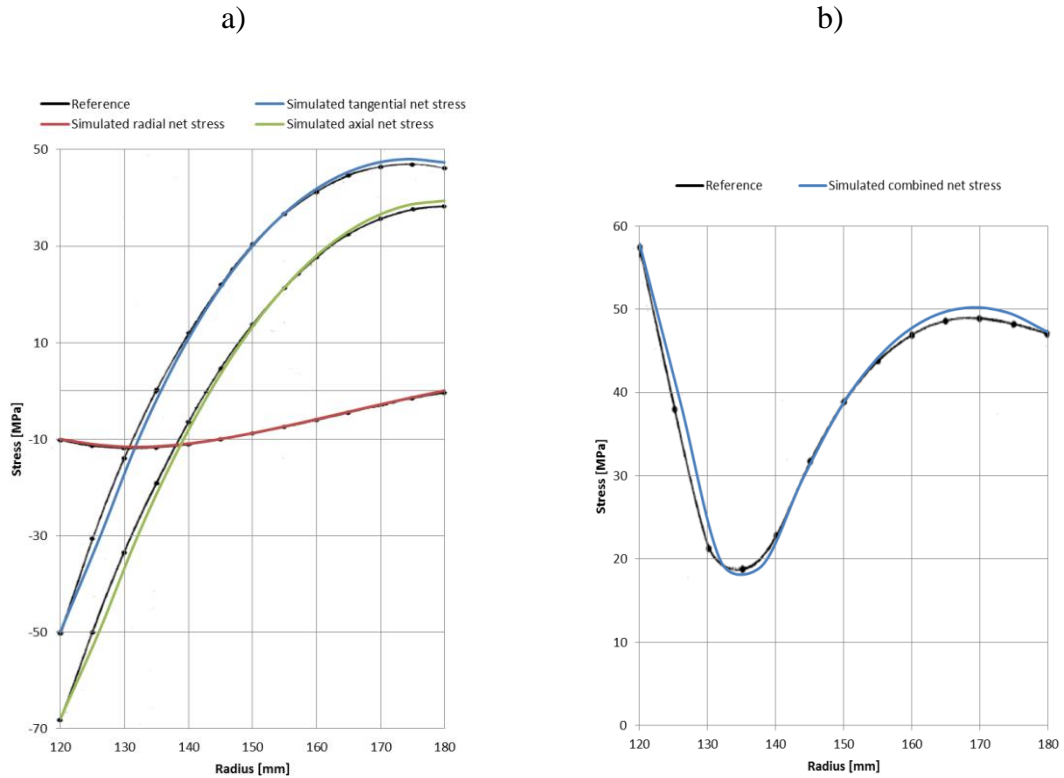 a)
b)
Reference
Simulated tangential net stress
Simulated radial net stress
Simulated axial net stress
50
30
10
-10
-30
-50
-70
Stress [MPa]
120 130 140 150 160 170 180
Radius [mm]
Reference
Simulated combined net stress
60
50
40
30
20
10
0
Stress [MPa]
120 130 140 150 160 170 180
Radius [mm]